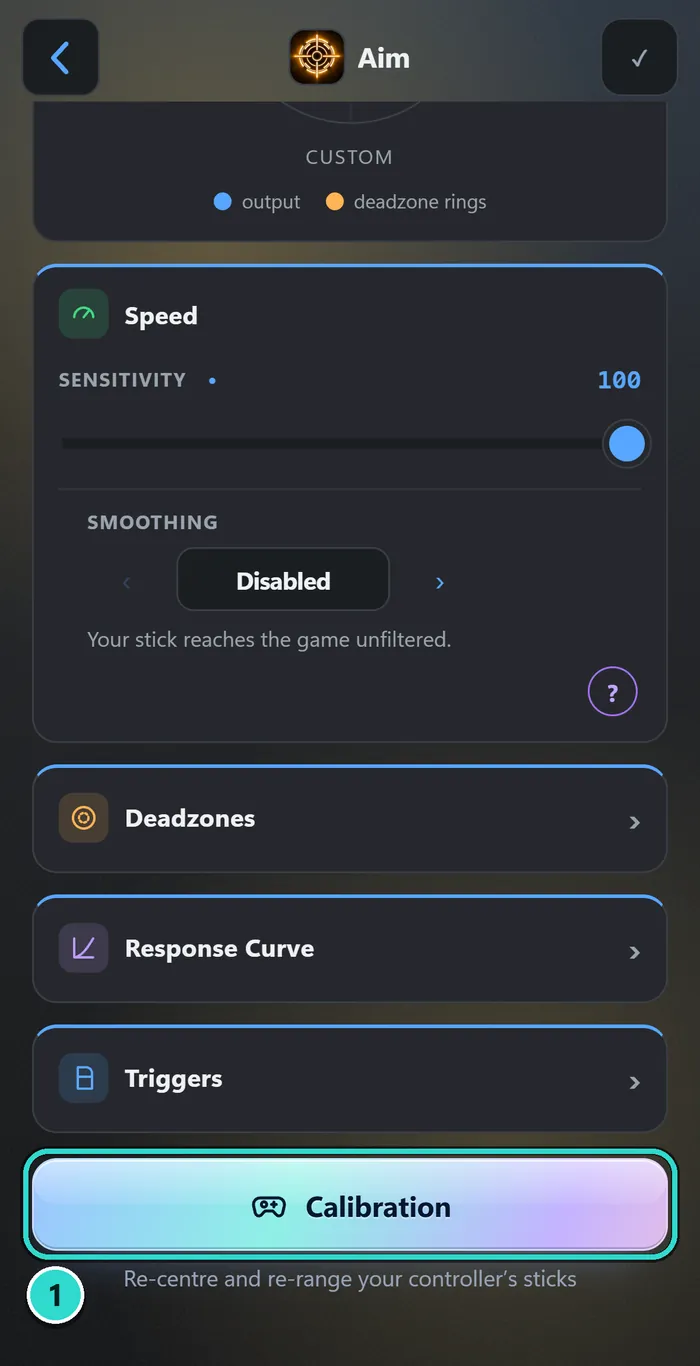 Aim
✓
CUSTOM
output
deadzone rings
Speed
SENSITIVITY
100
SMOOTHING
‹
Disabled
›
Your stick reaches the game unfiltered.
?
Deadzones
›
Response Curve
›
Triggers
›
Calibration
Re-centre and re-range your controller’s sticks
1